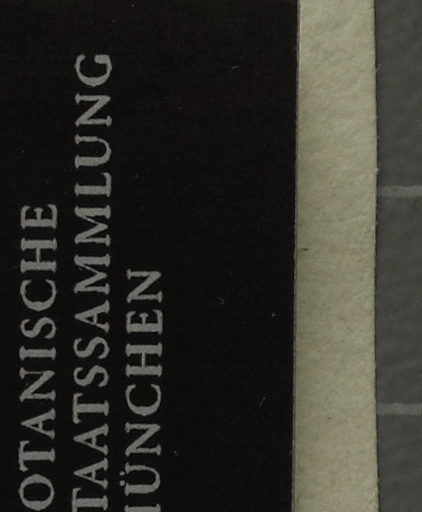 OTANISCHE
TAATSSAMMLUNG
ÜNCHEN